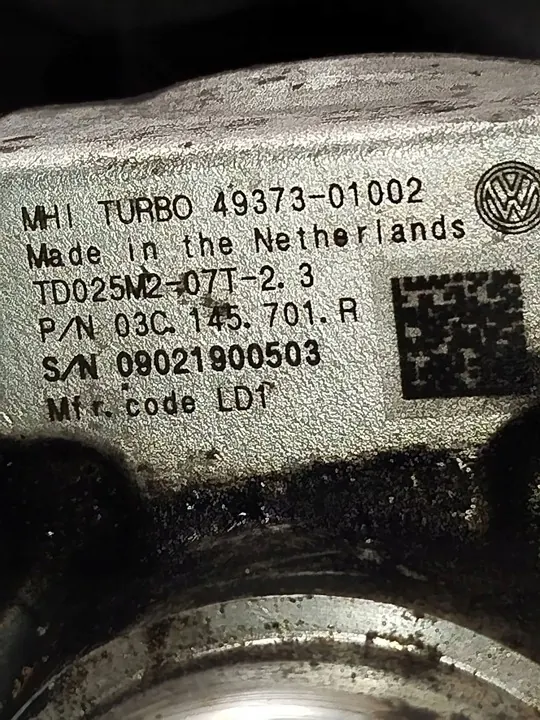 MHI TURBO 49373-01002
Made in the Netherlands
TD025M2-07T-2.3
P/N 03C.145.701.R
S/N 09021900503
Mfr.code LD1